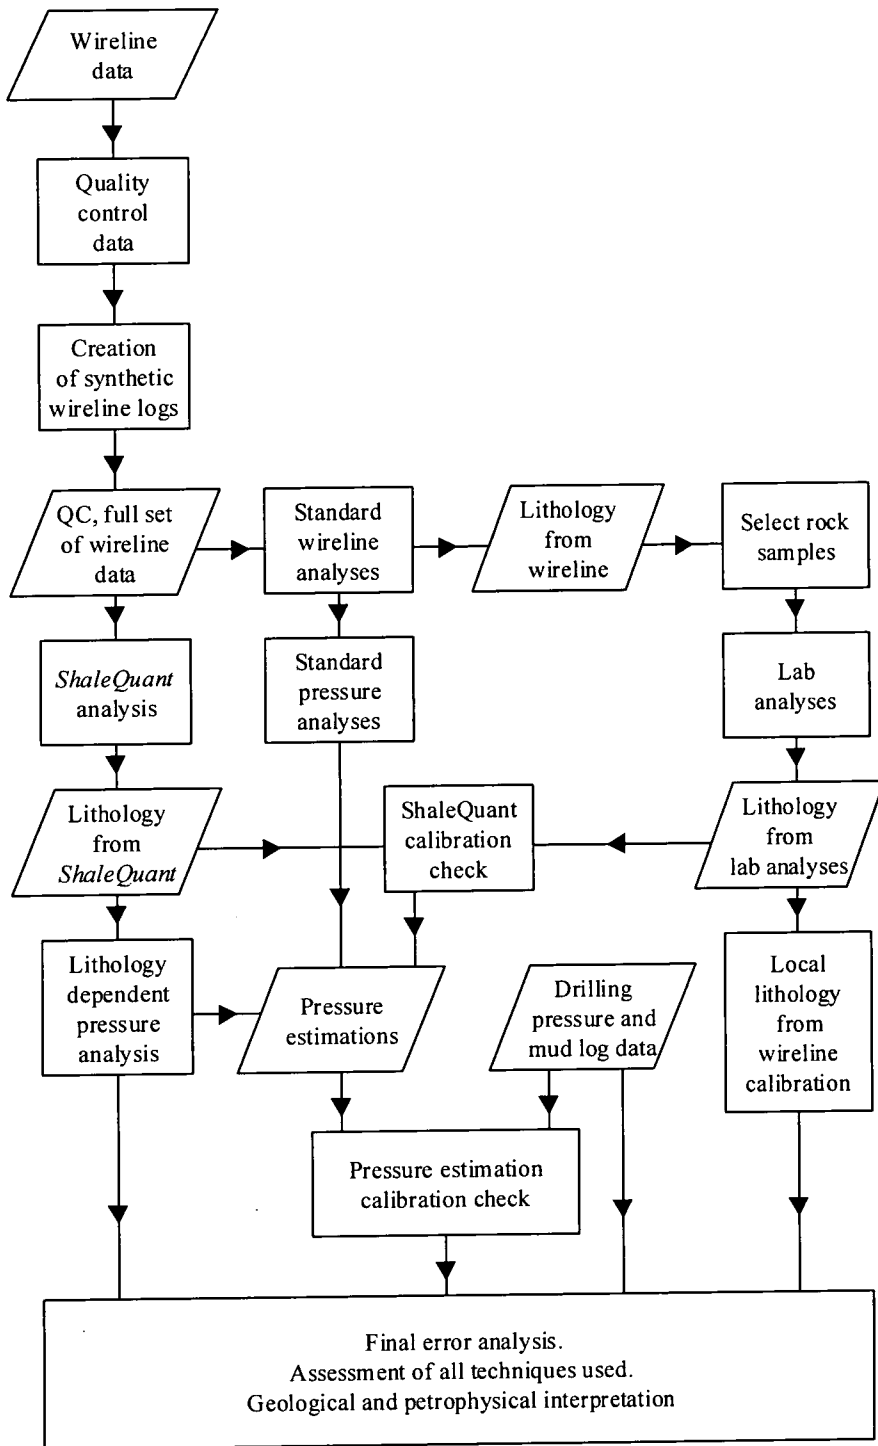 Wireline
data
Quality
control
data
Creation
of synthetic
wireline logs
QC, full set
of wireline
data
Standard
wireline
analyses
Lithology
from
wireline
Select rock
samples
ShaleQuant
analysis
Standard
pressure
analyses
Lab
analyses
Lithology
from
ShaleQuant
ShaleQuant
calibration
check
Lithology
from
lab analyses
Lithology
dependent
pressure
analysis
Pressure
estimations
Drilling
pressure and
mud log data
Local
lithology
from
wireline
calibration
Pressure estimation
calibration check
Final error analysis.
Assessment of all techniques used.
Geological and petrophysical interpretation